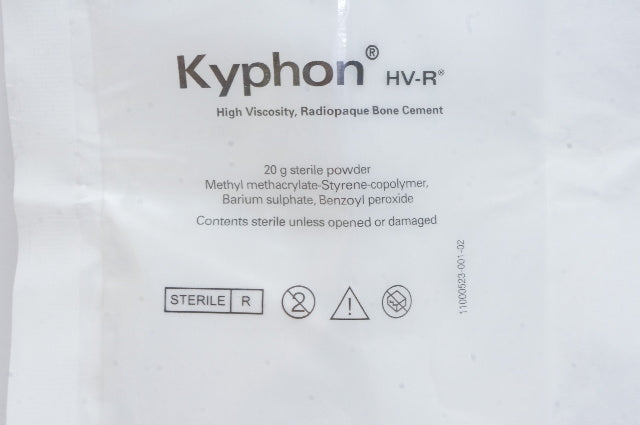 Kyphon® HV-R®
High Viscosity, Radiopaque Bone Cement
20 g sterile powder
Methyl methacrylate-Styrene-copolymer,
Barium sulphate, Benzoyl peroxide
Contents sterile unless opened or damaged
STERILE R
2
!
11000523-001-02